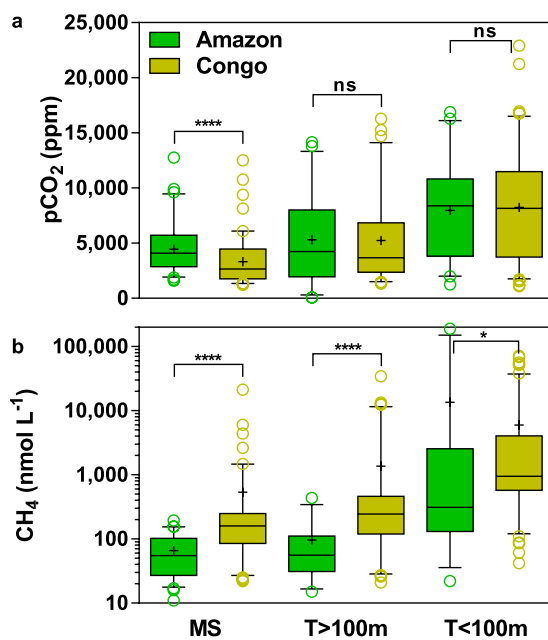 a
25,000
20,000
15,000
10,000
5,000
0
pCO₂ (ppm)
Amazon
Congo
****
ns
ns
b
100,000
10,000
1,000
100
10
CH₄ (nmol L⁻¹)
****
****
*
MS T>100m T<100m